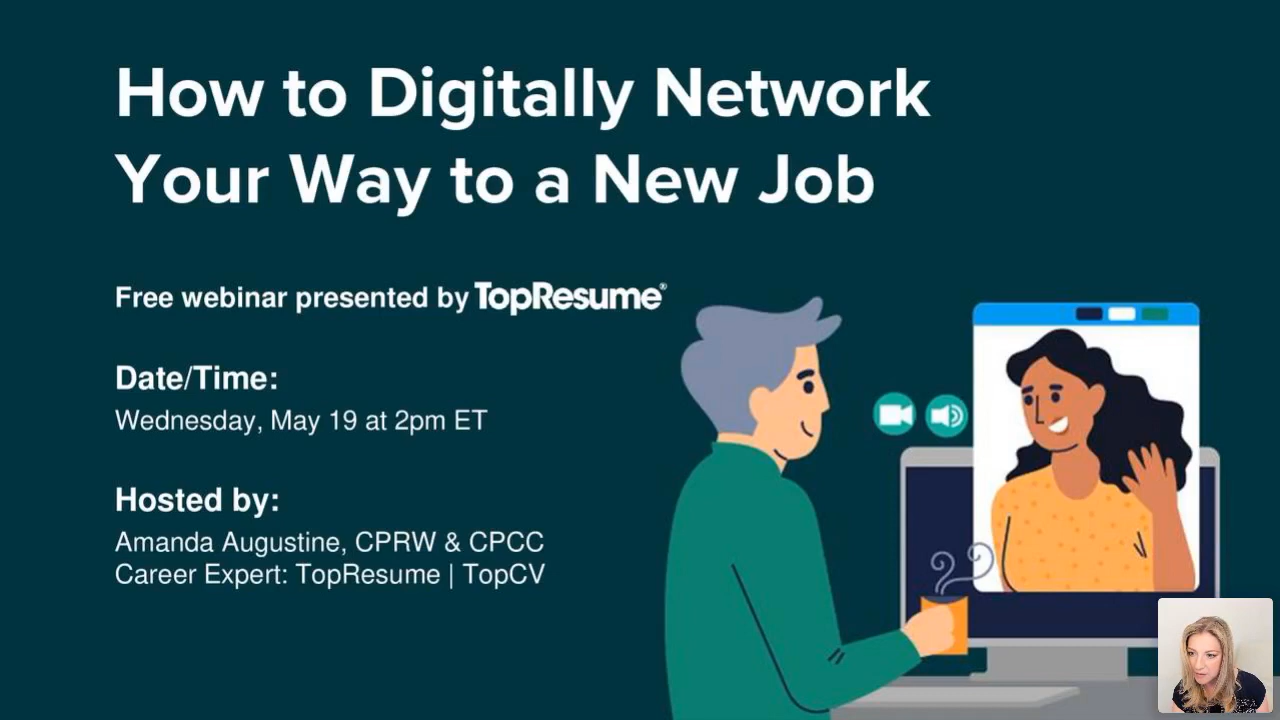 How to Digitally Network
Your Way to a New Job
Free webinar presented by TopResume®
Date/Time:
Wednesday, May 19 at 2pm ET
Hosted by:
Amanda Augustine, CPRW & CPCC
Career Expert: TopResume | TopCV